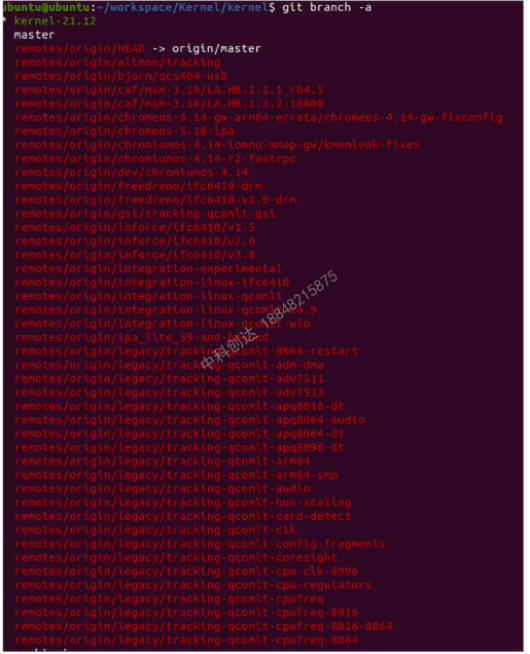 ubuntu@ubuntu:~/workspace/Kernel/kernel$ git branch -a
* kernel-21.12
master
remotes/origin/HEAD -> origin/master
remotes/origin/alimon/tracking
remotes/origin/bjorn/qcs404-usb
remotes/origin/caf/msm-3.18/LA.HB.1.1.1_rb4.5
remotes/origin/caf/msm-3.18/LA.HB.1.3.2-16800
remotes/origin/chromeos-4.14-gw-arm64-errata/chromeos-4.14-gw-fixconfig
remotes/origin/chromeos-5.10-ipa
remotes/origin/chromiumos-4.14-iommu-mmap-gw/kmemleak-fixes
remotes/origin/chromiumos-4.14-r2-fastrpc
remotes/origin/dev/chromiumos-4.14
remotes/origin/freedreno/ifc6410-drm
remotes/origin/freedreno/ifc6410-v2.0-drm
remotes/origin/gsi/tracking-qcomlt-gsi
remotes/origin/inforce/ifc6410/v1.5
remotes/origin/inforce/ifc6410/v2.0
remotes/origin/inforce/ifc6410/v3.0
remotes/origin/integration-experimental
remotes/origin/integration-linux-ifc6410
remotes/origin/integration-linux-qcomlt
remotes/origin/integration-linux-qcomlt-v4.9
remotes/origin/integration-linux-qcomlt-wip
remotes/origin/ipa_lite_59-and-
中科创达 18848215875
remotes/origin/legacy/tracking-qcomlt-8064-restart
remotes/origin/legacy/tracking-qcomlt-adm-dma
remotes/origin/legacy/tracking-qcomlt-adv7511
remotes/origin/legacy/tracking-qcomlt-adv7533
remotes/origin/legacy/tracking-qcomlt-apq8016-dt
remotes/origin/legacy/tracking-qcomlt-apq8064-audio
remotes/origin/legacy/tracking-qcomlt-apq8064-dt
remotes/origin/legacy/tracking-qcomlt-apq8096-dt
remotes/origin/legacy/tracking-qcomlt-arm64
remotes/origin/legacy/tracking-qcomlt-arm64-smp
remotes/origin/legacy/tracking-qcomlt-audio
remotes/origin/legacy/tracking-qcomlt-bus-scaling
remotes/origin/legacy/tracking-qcomlt-card-detect
remotes/origin/legacy/tracking-qcomlt-clk
remotes/origin/legacy/tracking-qcomlt-config-fragments
remotes/origin/legacy/tracking-qcomlt-coresight
remotes/origin/legacy/tracking-qcomlt-cpu-clk-8996
remotes/origin/legacy/tracking-qcomlt-cpu-regulators
remotes/origin/legacy/tracking-qcomlt-cpufreq
remotes/origin/legacy/tracking-qcomlt-cpufreq-8016
remotes/origin/legacy/tracking-qcomlt-cpufreq-8016-8064
remotes/origin/legacy/tracking-qcomlt-cpufreq-8064